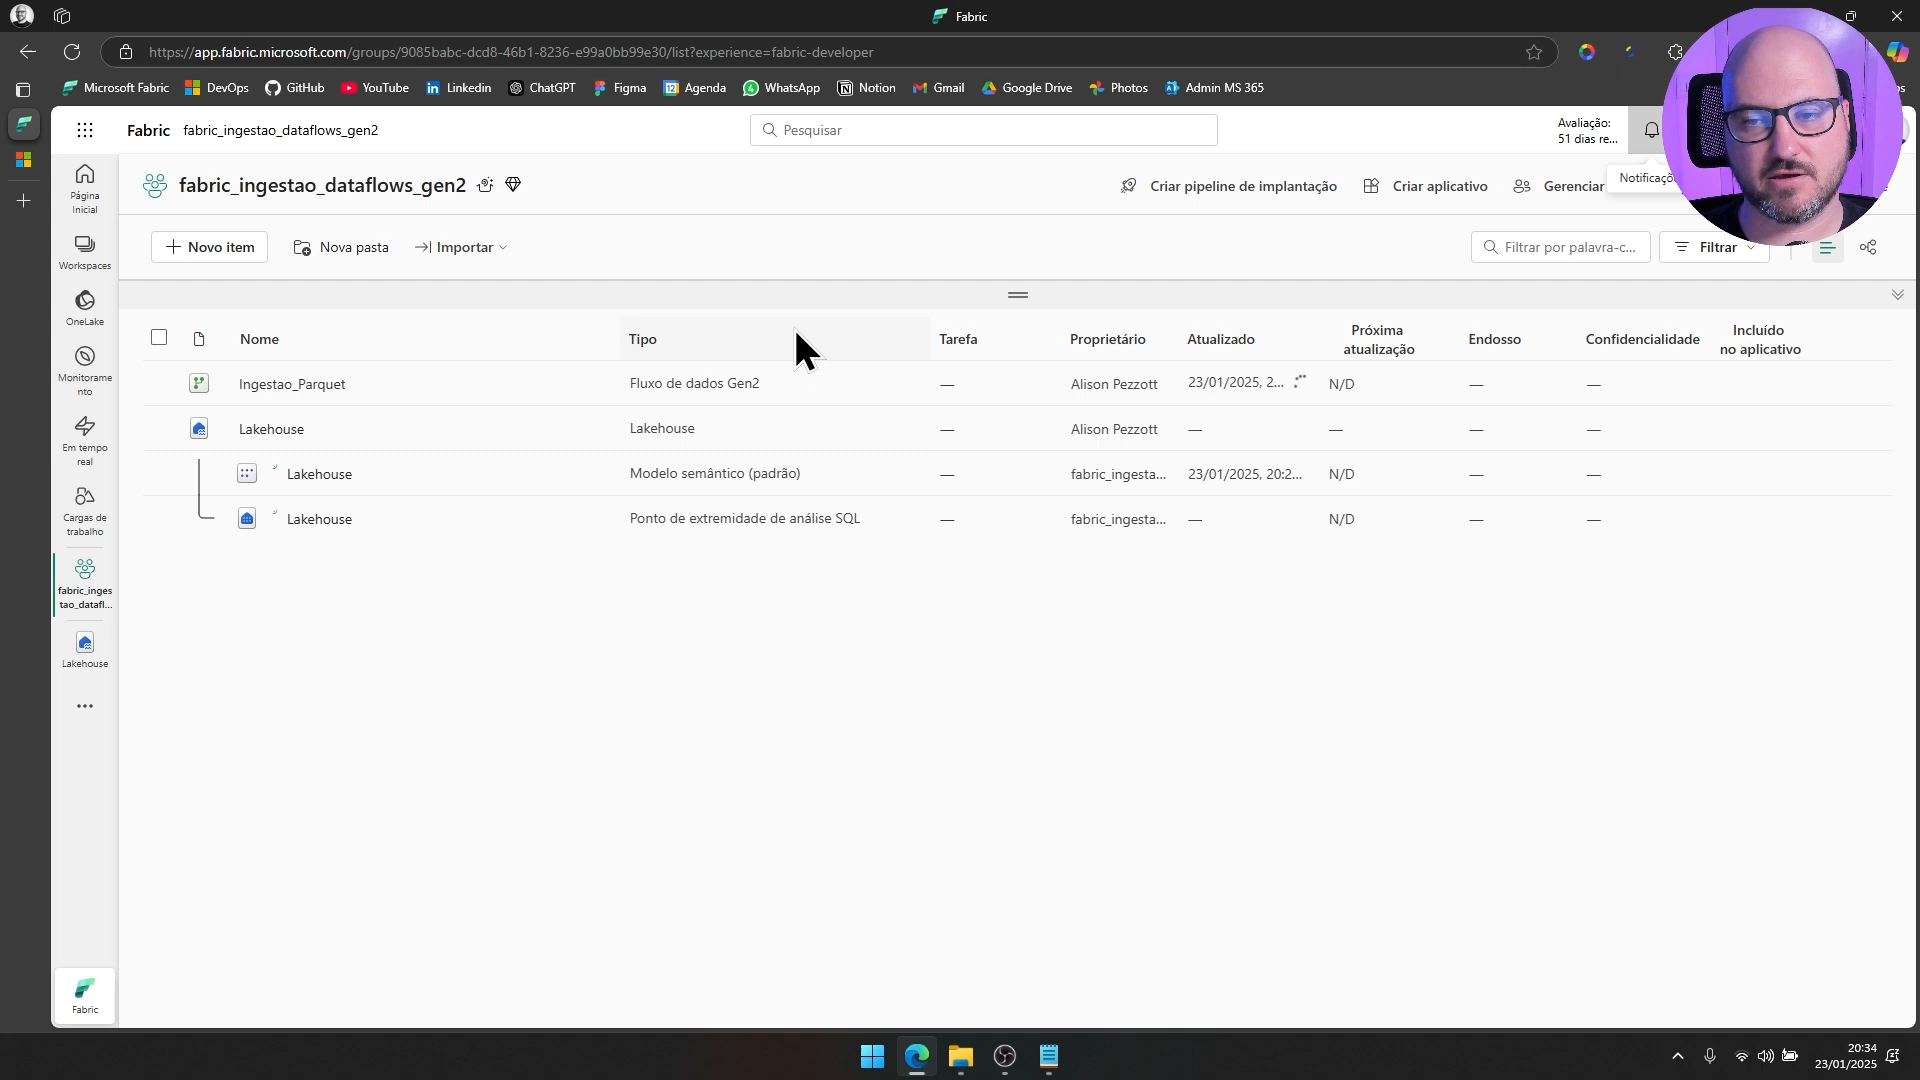 Fabric
https://app.fabric.microsoft.com/groups/9085babc-dcd8-46b1-8236-e99a0bb99e30/list?experience=fabric-developer
Microsoft Fabric
DevOps
GitHub
YouTube
Linkedin
ChatGPT
Figma
Agenda
WhatsApp
Notion
Gmail
Google Drive
Photos
Admin MS 365
Fabric fabric_ingestao_dataflows_gen2
Pesquisar
Avaliação:
51 dias re...
Página
Inicial
Workspaces
OneLake
Monitorame
nto
Em tempo
real
Cargas de
trabalho
fabric_inges
tao_datafl...
Lakehouse
Fabric
fabric_ingestao_dataflows_gen2
Criar pipeline de implantação
Criar aplicativo
Gerenciar
Novo item
Nova pasta
Importar
Filtrar por palavra-c...
Filtrar
Nome Tipo Tarefa Proprietário Atualizado Próxima atualização Endosso Confidencialidade Incluído no aplicativo
Ingestao_Parquet Fluxo de dados Gen2 — Alison Pezzott 23/01/2025, 2... N/D — —
Lakehouse Lakehouse — Alison Pezzott — — — —
Lakehouse Modelo semântico (padrão) — fabric_ingesta... 23/01/2025, 20:2... N/D — —
Lakehouse Ponto de extremidade de análise SQL — fabric_ingesta... — N/D — —
20:34
23/01/2025